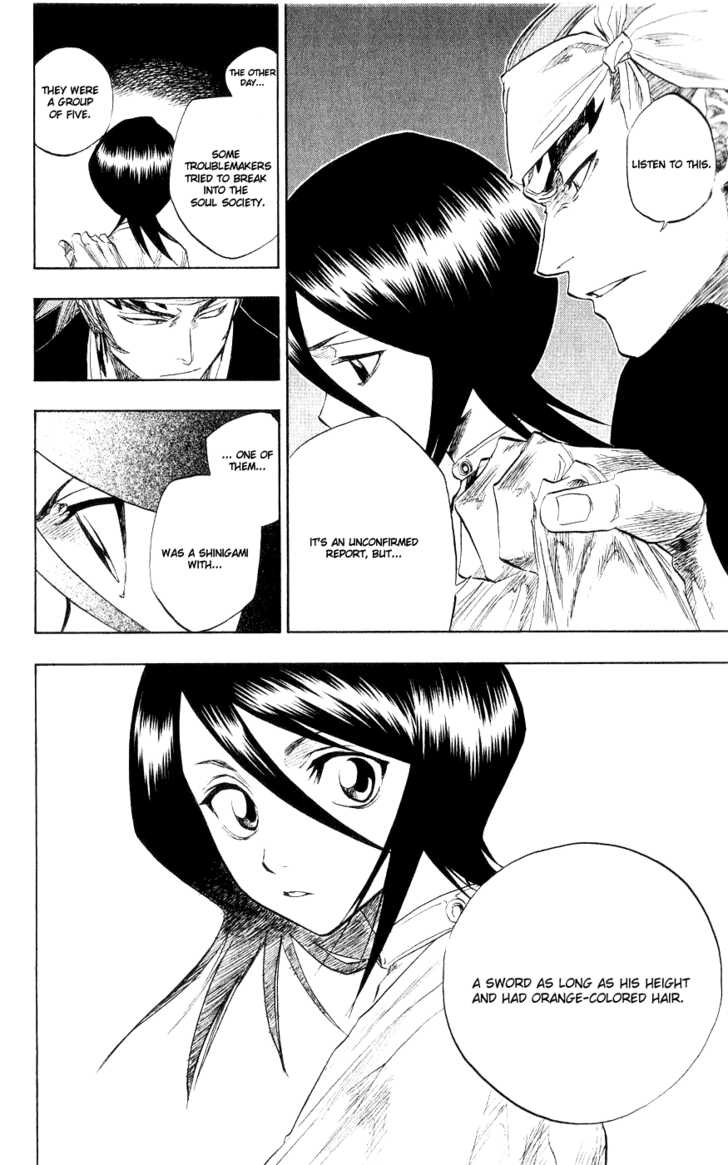 LISTEN TO THIS.
IT'S AN UNCONFIRMED
REPORT, BUT...
THE OTHER
DAY...
SOME
TROUBLEMAKERS
TRIED TO BREAK
INTO THE
SOUL SOCIETY.
THEY WERE
A GROUP
OF FIVE.
... ONE OF
THEM...
WAS A SHINIGAMI
WITH...
A SWORD AS LONG AS HIS HEIGHT
AND HAD ORANGE-COLORED HAIR.